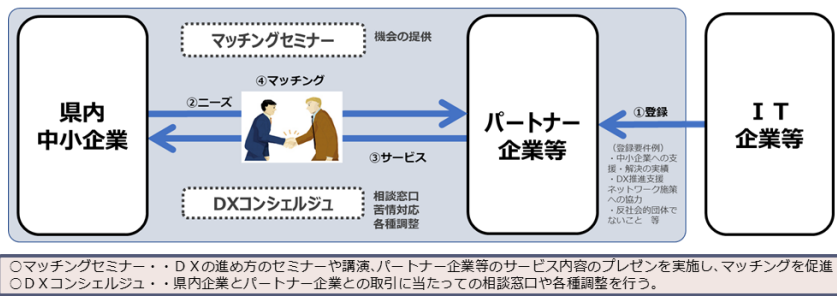 マッチングセミナー
機会の提供
県内
中小企業
④マッチング
②ニーズ
③サービス
DXコンシェルジュ
相談窓口
苦情対応
各種調整
パートナー
企業等
①登録
（登録要件例）
・中小企業への支
援・解決の実績
・DX推進支援
ネットワーク施策
への協力
・反社会的団体で
ないこと　等
ＩＴ
企業等
○マッチングセミナー・・ＤＸの進め方のセミナーや講演、パートナー企業等のサービス内容のプレゼンを実施し、マッチングを促進
○ＤＸコンシェルジュ・・県内企業とパートナー企業との取引に当たっての相談窓口や各種調整を行う。